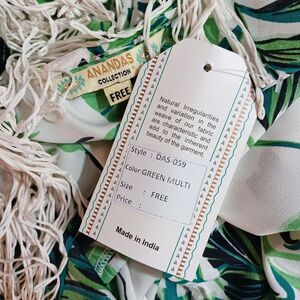 ANANDAS
COLLECTION
FREE
Natural Irregularities
and variation in the
weave of our fabric
are characteristic and
add to the inherent
beauty of the garment.
Style : DAS-059
Color GREEN MULTI
Size : FREE
Price :
Made in India